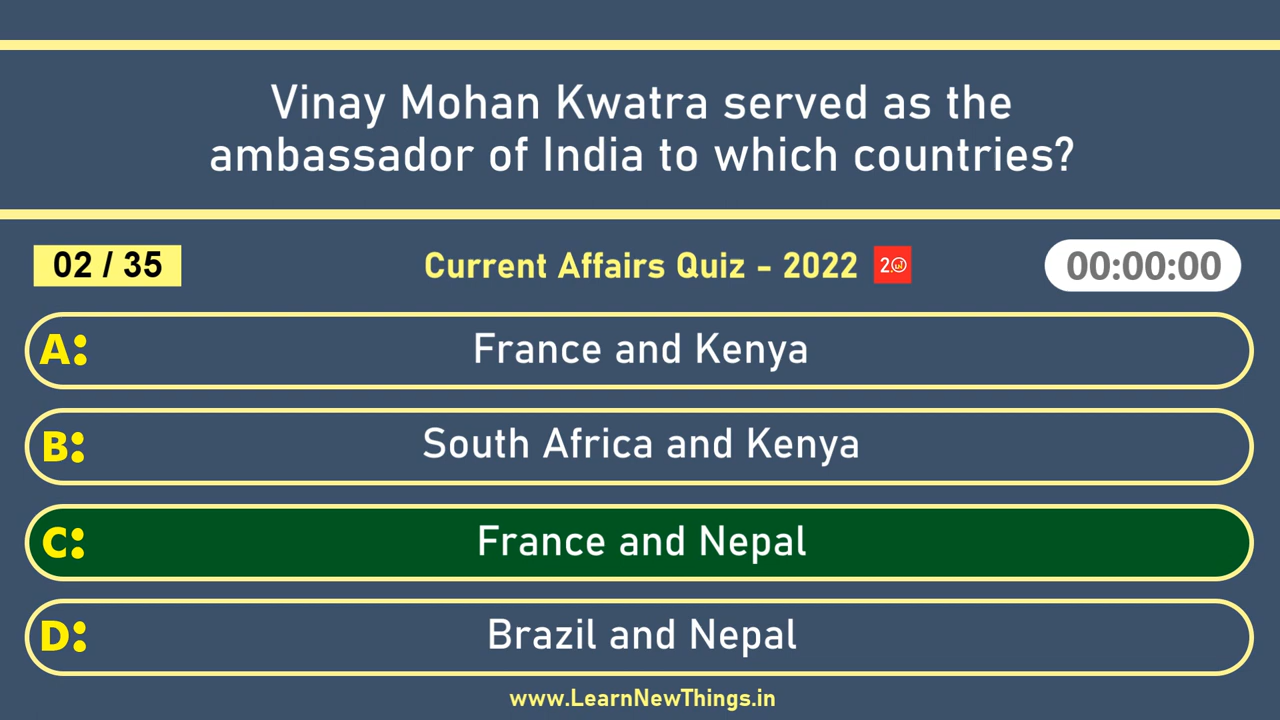 Vinay Mohan Kwatra served as the
ambassador of India to which countries?
02 / 35
Current Affairs Quiz - 2022
00:00:00
A: France and Kenya
B: South Africa and Kenya
C: France and Nepal
D: Brazil and Nepal
www.LearnNewThings.in